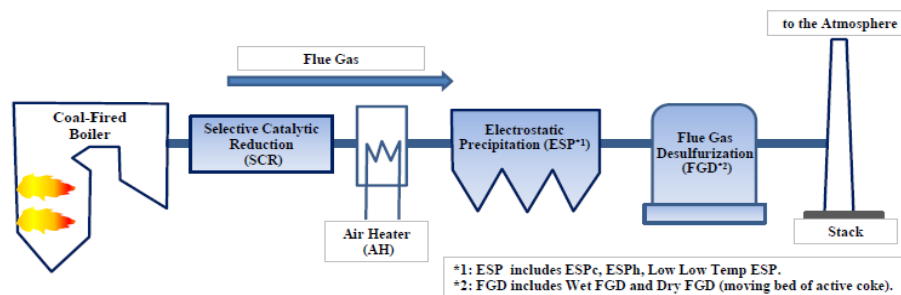 to the Atmosphere
Flue Gas
Coal-Fired
Boiler
Selective Catalytic
Reduction
(SCR)
Electrostatic
Precipitation (ESP*1)
Flue Gas
Desulfurization
(FGD*2)
Air Heater
(AH)
Stack
*1: ESP includes ESPc, ESPh, Low Low Temp ESP.
*2: FGD includes Wet FGD and Dry FGD (moving bed of active coke).